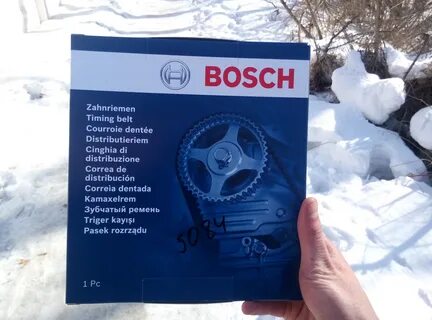 BOSCH
Zahnriemen
Timing belt
Courroie dentée
Distributieriem
Cinghia di
distribuzione
Correa de
distribución
Correia dentada
Kamaxelrem
Зубчатый ремень
Triger kayışı
Pasek rozrządu
5084
1 Pc